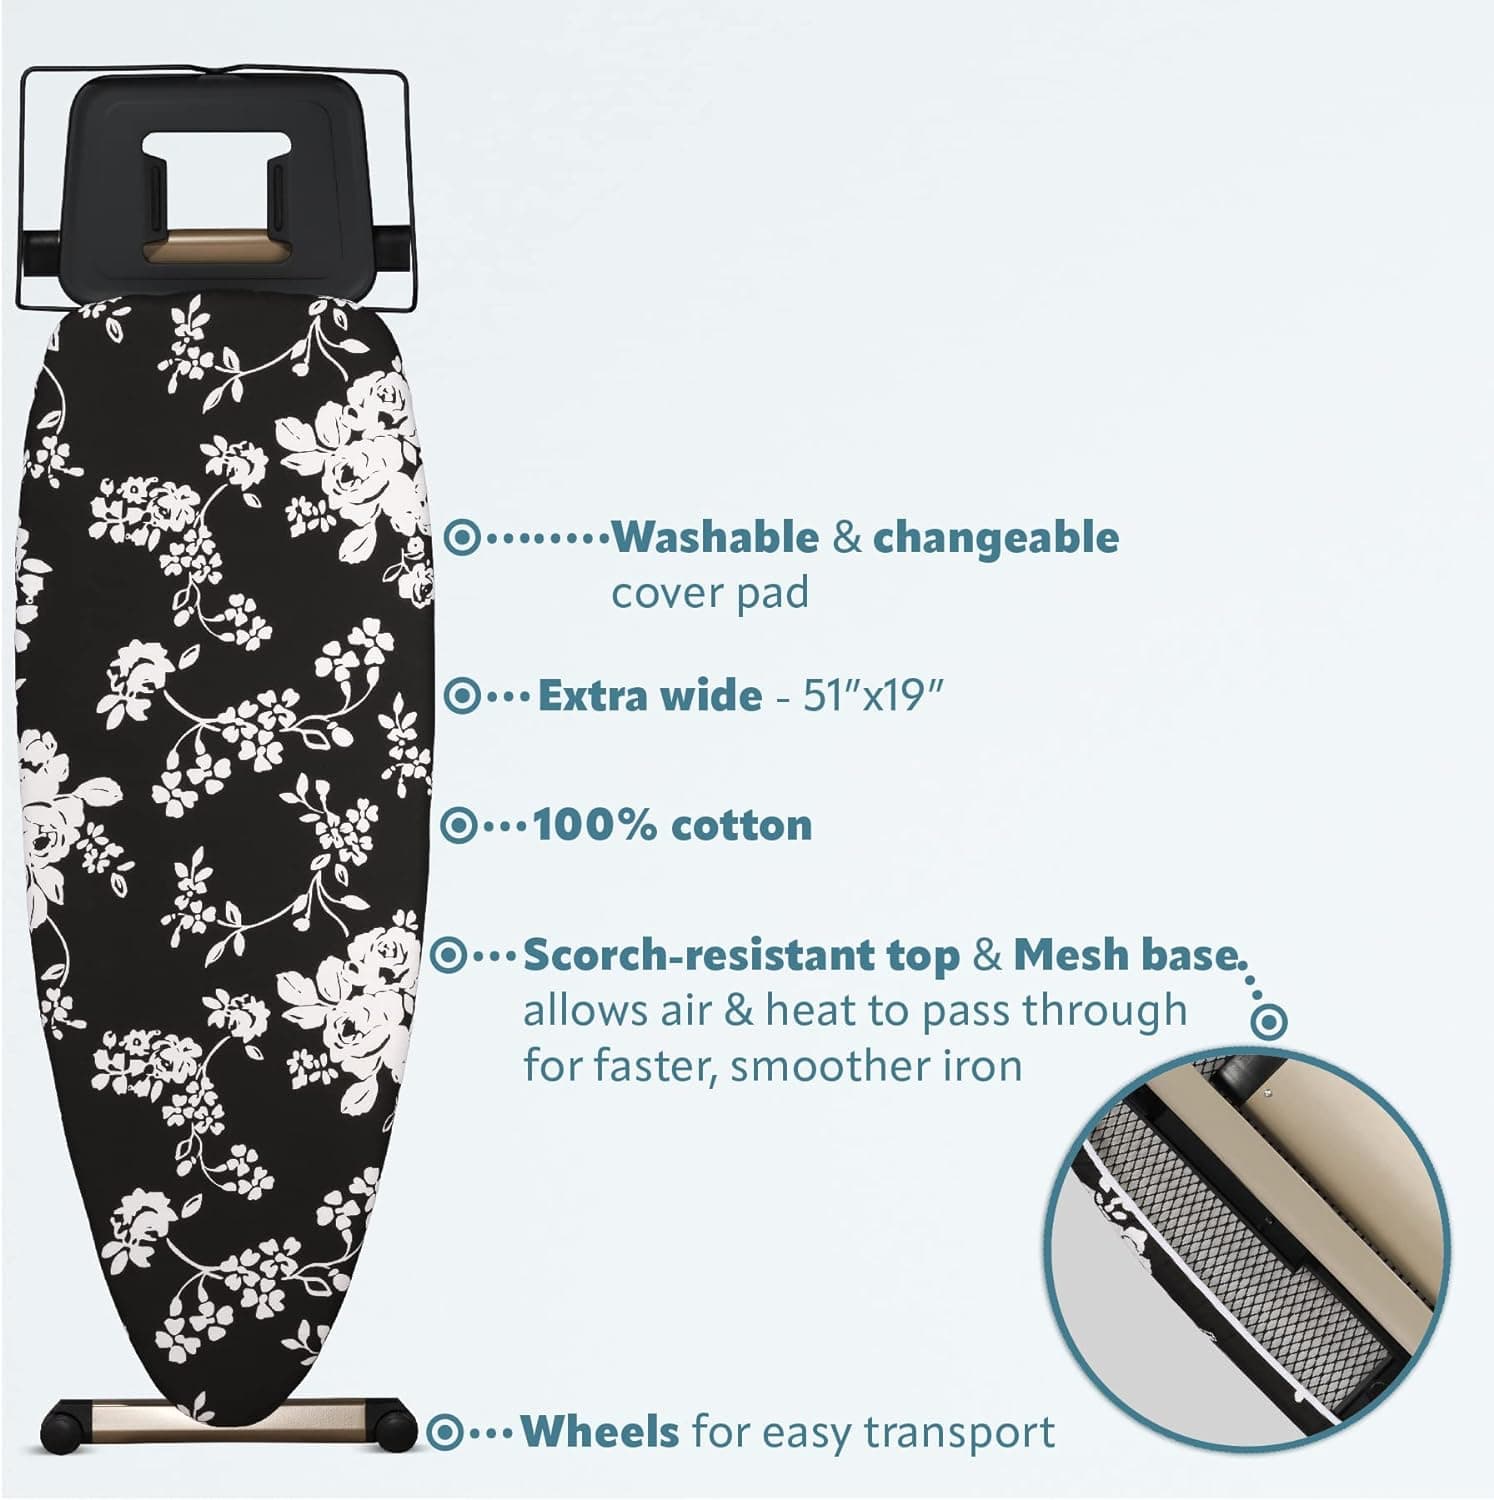 Washable & changeable
cover pad
Extra wide - 51”x19”
100% cotton
Scorch-resistant top & Mesh base.
allows air & heat to pass through
for faster, smoother iron
Wheels for easy transport